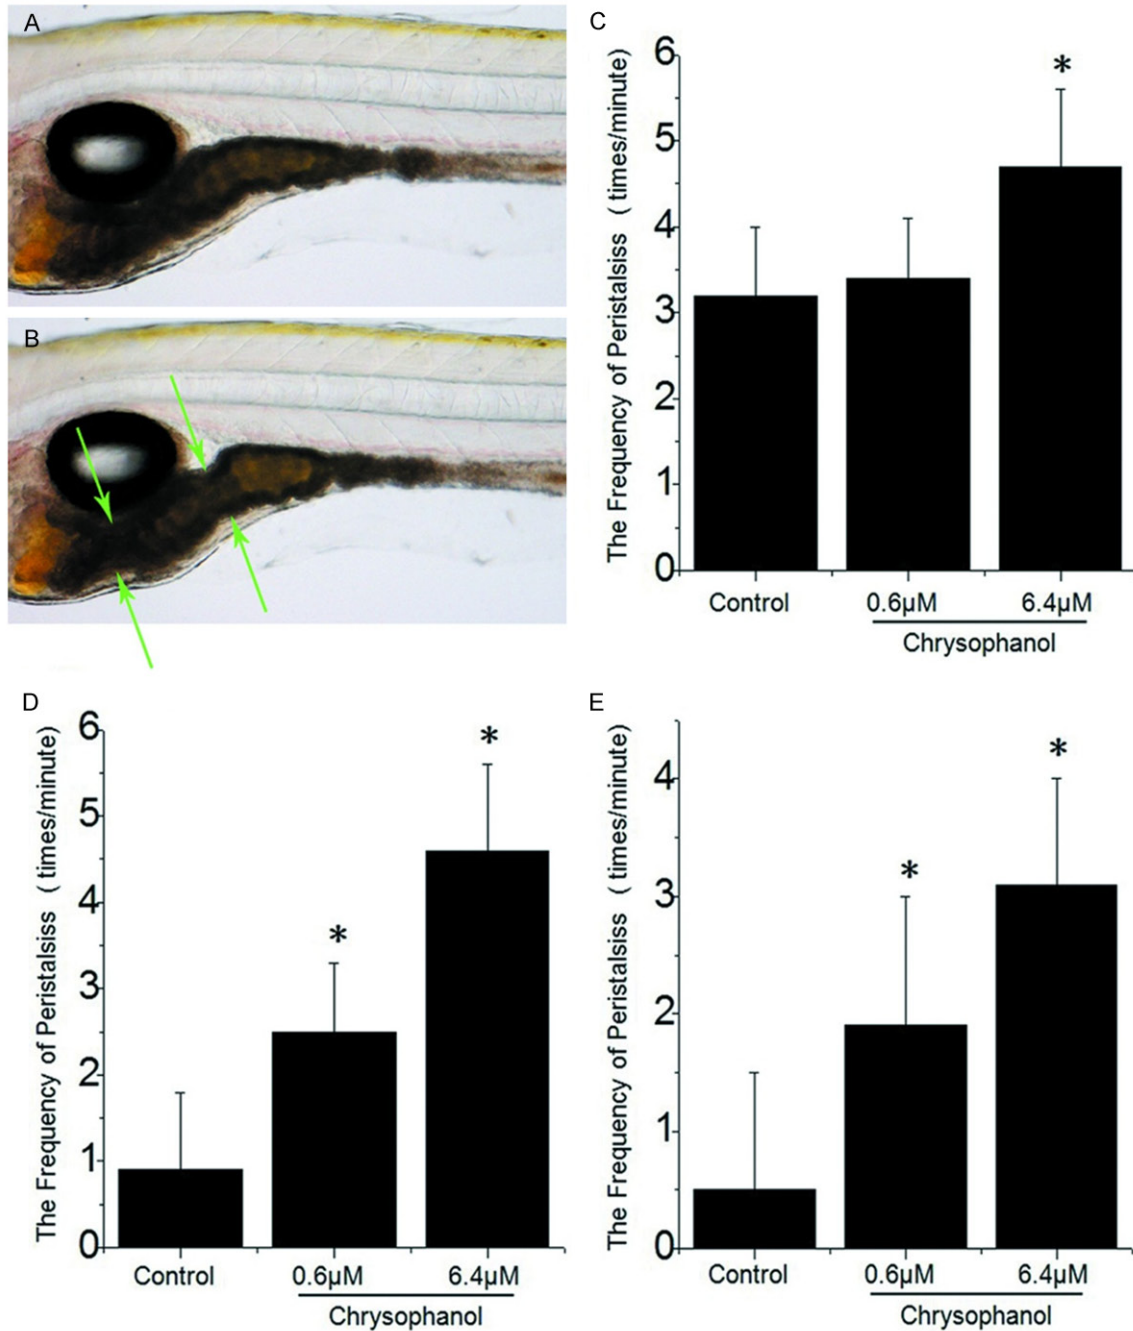 A
B
C
The Frequency of Peristalsiss ( times/minute)
6
5
4
3
2
1
0
*
Control
0.6μM
6.4μM
Chrysophanol
D
The Frequency of Peristalsiss ( times/minute)
6
5
4
3
2
1
0
*
*
Control
0.6μM
6.4μM
Chrysophanol
E
The Frequency of Peristalsiss ( times/minute)
4
3
2
1
0
*
*
Control
0.6μM
6.4μM
Chrysophanol